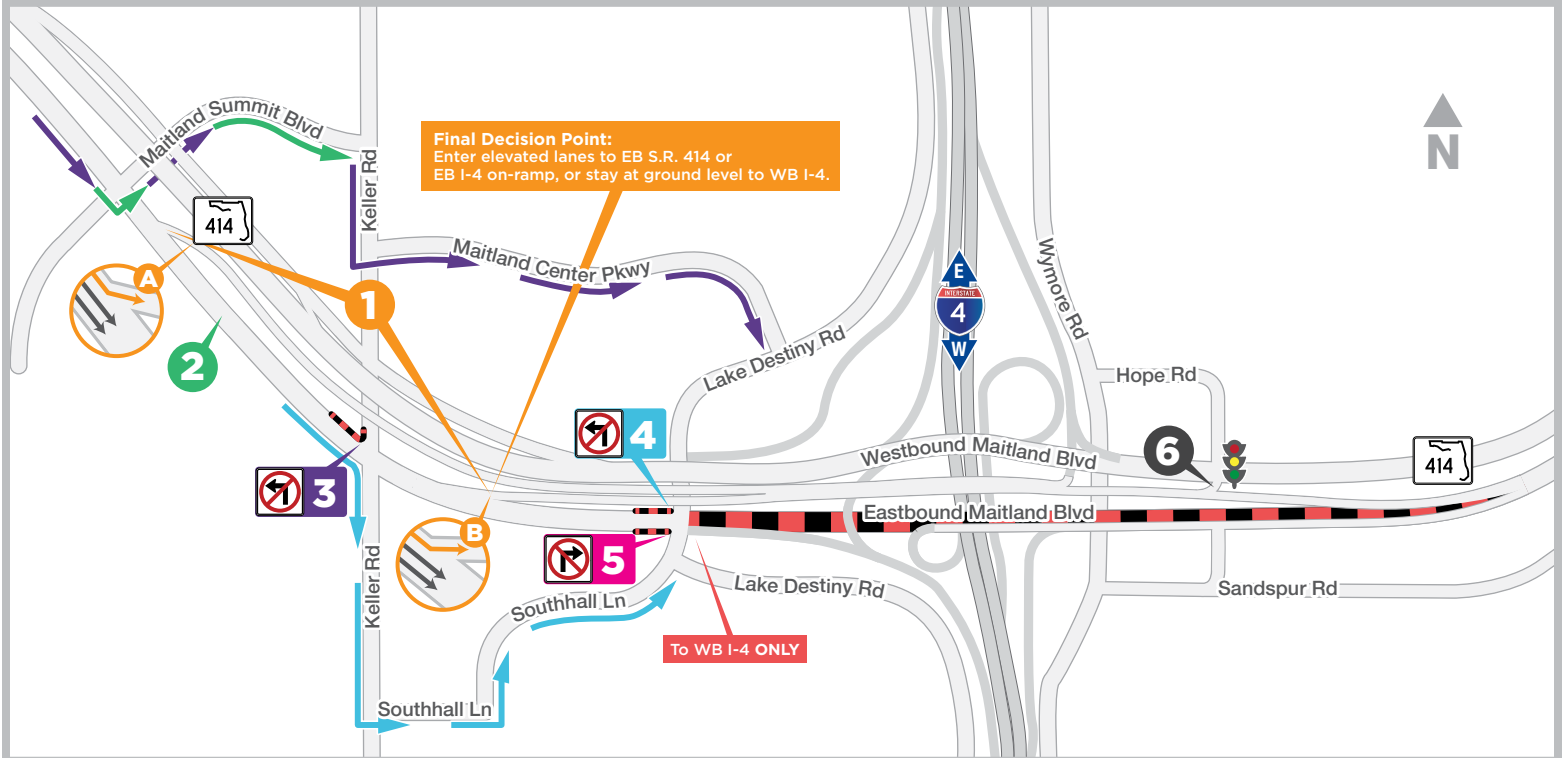 Maitland Summit Blvd
Keller Rd
414
Final Decision Point:
Enter elevated lanes to EB S.R. 414 or
EB I-4 on-ramp, or stay at ground level to WB I-4.
N
A
1
2
Maitland Center Pkwy
Lake Destiny Rd
E
INTERSTATE
4
W
Wymore Rd
Hope Rd
3
4
Westbound Maitland Blvd
6
414
Eastbound Maitland Blvd
B
5
Keller Rd
Southhall Ln
Lake Destiny Rd
Sandspur Rd
To WB I-4 ONLY
Southhall Ln